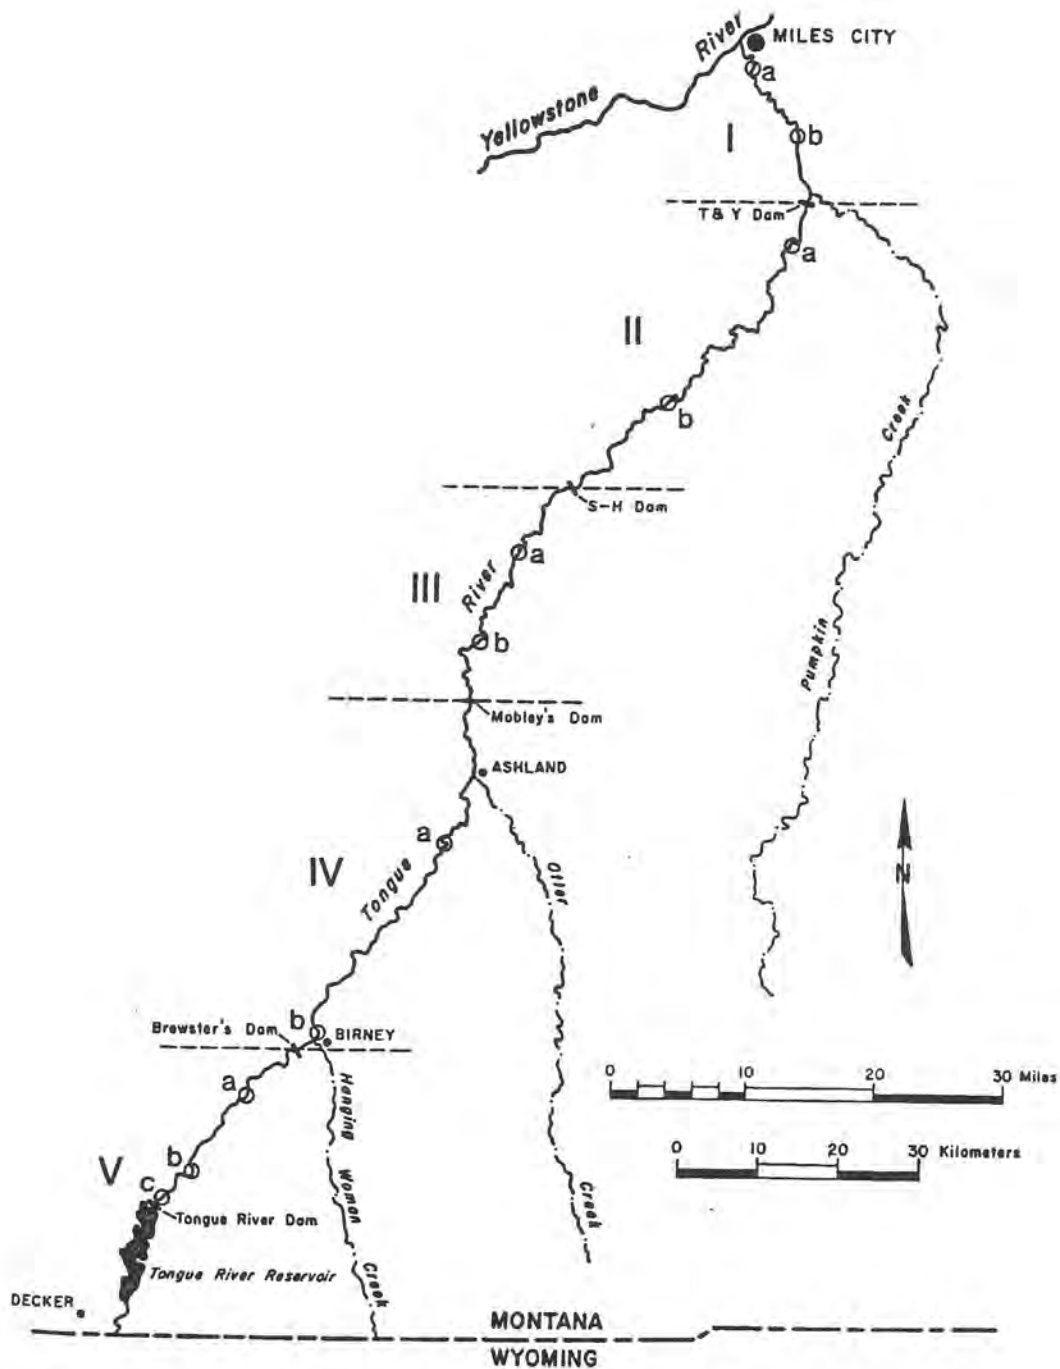 MILES CITY
River
Yellowstone
a
b
I
T & Y Dam
a
II
b
Creek
S-H Dam
a
III
River
b
Pumpkin
Mobley's Dam
ASHLAND
a
IV
Tongue
Otter
N
b
Brewster's Dam
BIRNEY
a
Hanging
Woman
Creek
0 10 20 30 Miles
0 10 20 30 Kilometers
V
b
c
Tongue River Dam
Creek
Tongue River Reservoir
DECKER
MONTANA
WYOMING